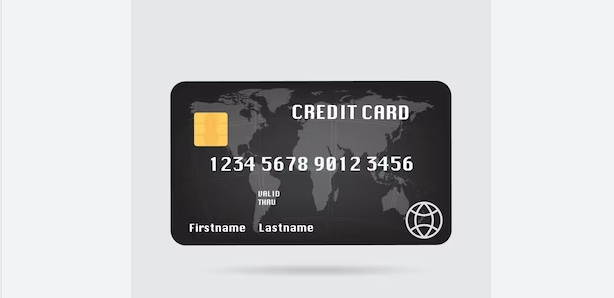 CREDIT CARD
1234 5678 9012 3456
VALID
THRU
Firstname Lastname